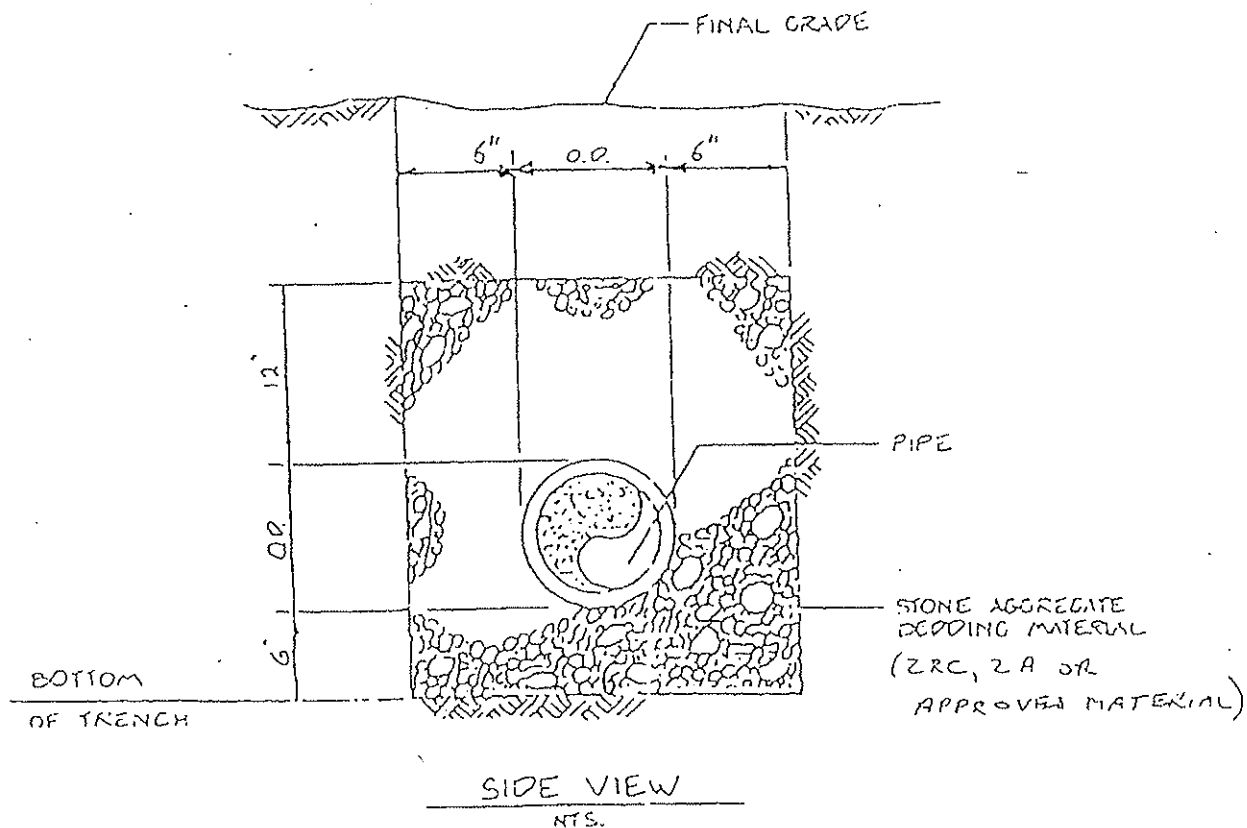 FINAL GRADE
6" O.D. 6"
12"
PIPE
O.D.
6"
STONE AGGREGATE
BEDDING MATERIAL
(2RC, 2A OR
APPROVED MATERIAL)
BOTTOM
OF TRENCH
SIDE VIEW
NTS.